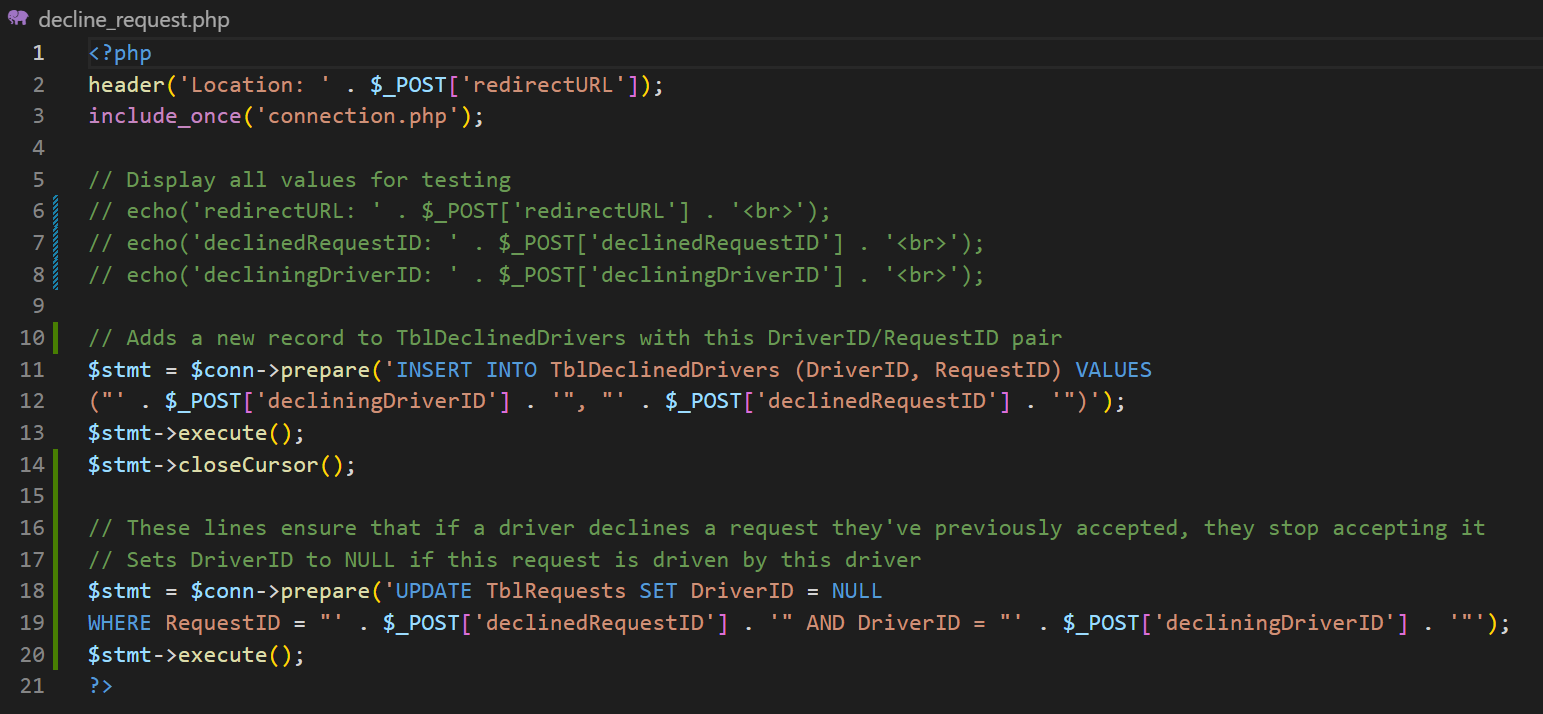 decline_request.php
1 <?php
2 header('Location: ' . $_POST['redirectURL']);
3 include_once('connection.php');
4
5 // Display all values for testing
6 // echo('redirectURL: ' . $_POST['redirectURL'] . '<br>');
7 // echo('declinedRequestID: ' . $_POST['declinedRequestID'] . '<br>');
8 // echo('decliningDriverID: ' . $_POST['decliningDriverID'] . '<br>');
9
10 // Adds a new record to TblDeclinedDrivers with this DriverID/RequestID pair
11 $stmt = $conn->prepare('INSERT INTO TblDeclinedDrivers (DriverID, RequestID) VALUES
12 ("' . $_POST['decliningDriverID'] . '", "' . $_POST['declinedRequestID'] . '")');
13 $stmt->execute();
14 $stmt->closeCursor();
15
16 // These lines ensure that if a driver declines a request they've previously accepted, they stop accepting it
17 // Sets DriverID to NULL if this request is driven by this driver
18 $stmt = $conn->prepare('UPDATE TblRequests SET DriverID = NULL
19 WHERE RequestID = "' . $_POST['declinedRequestID'] . '" AND DriverID = "' . $_POST['decliningDriverID'] . '"');
20 $stmt->execute();
21 ?>